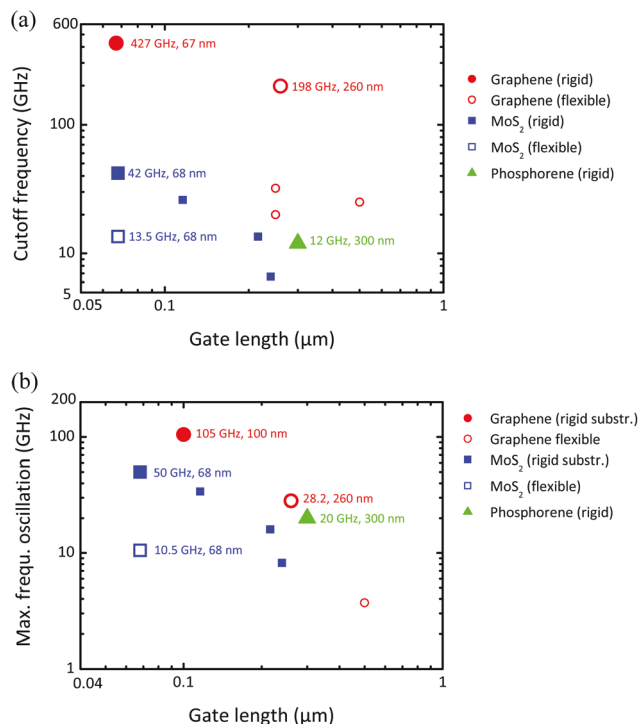 (a)
600
100
10
5
0.05
0.1
1
Cutoff frequency (GHz)
Gate length (μm)
427 GHz, 67 nm
198 GHz, 260 nm
42 GHz, 68 nm
13.5 GHz, 68 nm
12 GHz, 300 nm
Graphene (rigid)
Graphene (flexible)
MoS₂ (rigid)
MoS₂ (flexible)
Phosphorene (rigid)
(b)
200
100
10
1
0.04
0.1
1
Max. frequ. oscillation (GHz)
Gate length (μm)
105 GHz, 100 nm
50 GHz, 68 nm
28.2, 260 nm
20 GHz, 300 nm
10.5 GHz, 68 nm
Graphene (rigid substr.)
Graphene flexible
MoS₂ (rigid substr.)
MoS₂ (flexible)
Phosphorene (rigid)